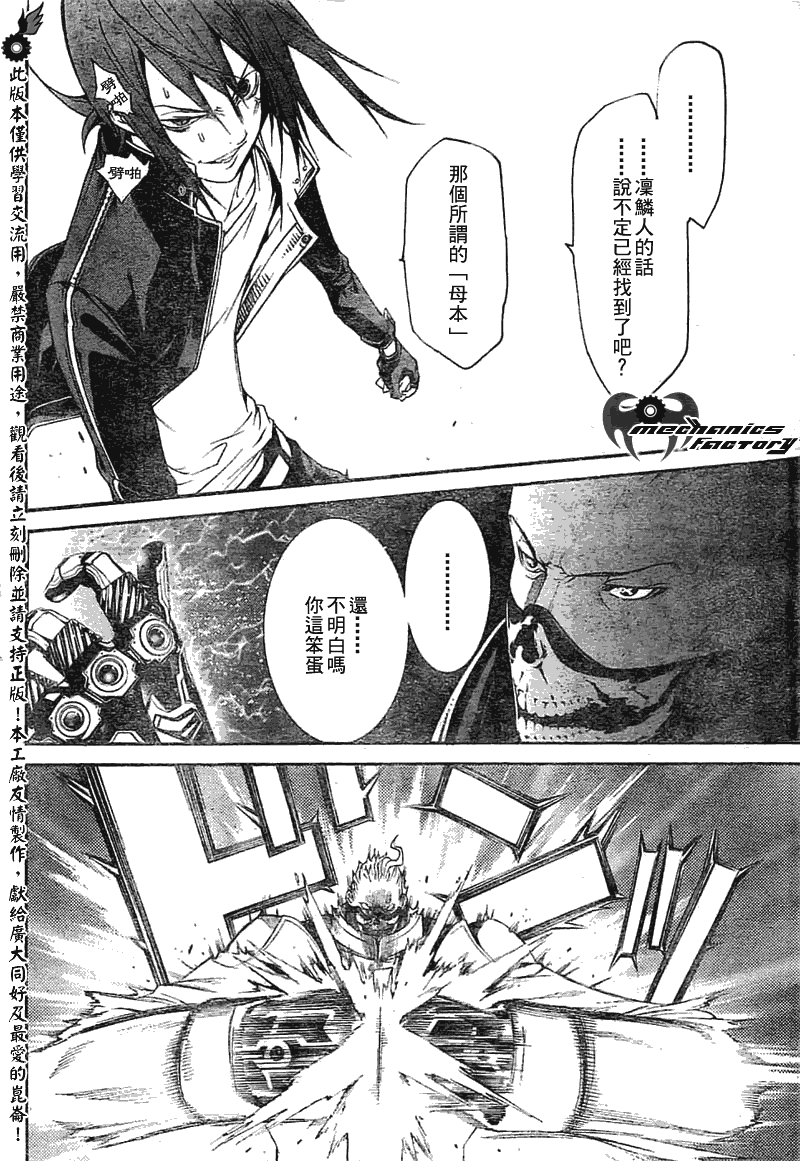 …………
……凜鱗人的話
……說不定已經找到了吧？
那個所謂的「母本」
劈啪
劈啪
mechanics
Factory
…………
還……
不明白嗎
你這笨蛋
此版本僅供學習交流用，嚴禁商業用途，觀看後請立刻刪除並請支持正版！本工廠友情製作，獻給廣大同好及最愛的崑崙！